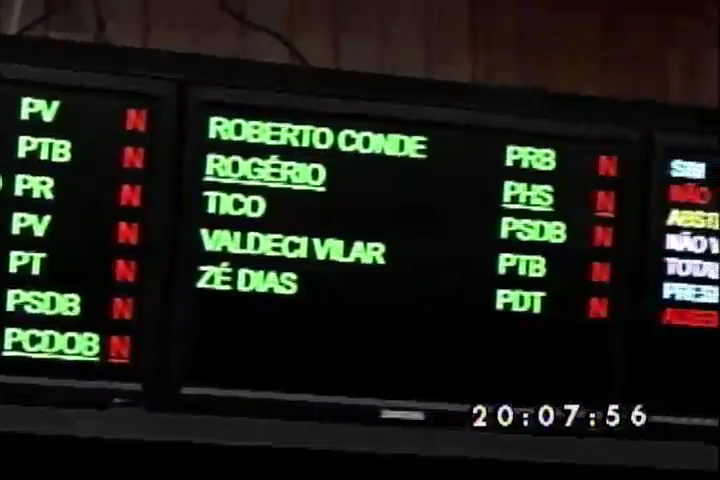 PV N
PTB N
PR N
PV N
PT N
PSDB N
PCDOB N
ROBERTO CONDE PRB N
ROGÉRIO PHS N
TICO PSDB N
VALDECI VILAR PTB N
ZÉ DIAS PDT N
SIM
NÃO
NÃO V
20:07:56